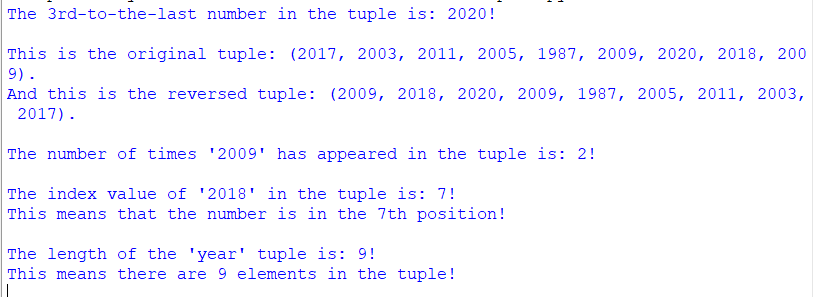 The 3rd-to-the-last number in the tuple is: 2020!
This is the original tuple: (2017, 2003, 2011, 2005, 1987, 2009, 2020, 2018, 200
9).
And this is the reversed tuple: (2009, 2018, 2020, 2009, 1987, 2005, 2011, 2003,
2017).
The number of times '2009' has appeared in the tuple is: 2!
The index value of '2018' in the tuple is: 7!
This means that the number is in the 7th position!
The length of the 'year' tuple is: 9!
This means there are 9 elements in the tuple!